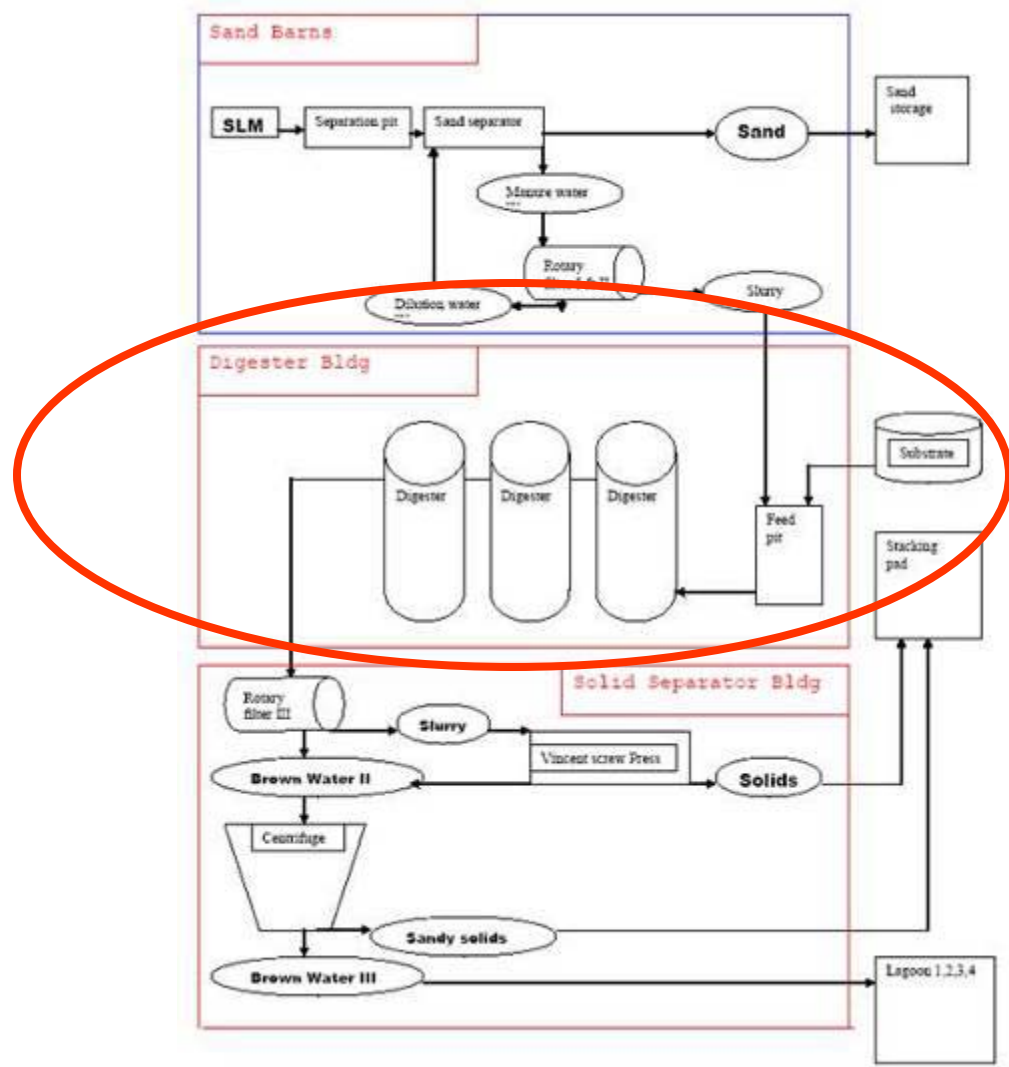 Sand Barns
SLM
Separation pit
Sand separator
Sand
Sand
storage
Manure water
Rotary
Dilution water
Slurry
Digester Bldg
Digester
Digester
Digester
Substrate
Feed
pit
Stacking
pad
Solid Separator Bldg
Rotary
filter III
Slurry
Vincent screw Press
Brown Water II
Solids
Centrifuge
Sandy solids
Brown Water III
Lagoon 1,2,3,4